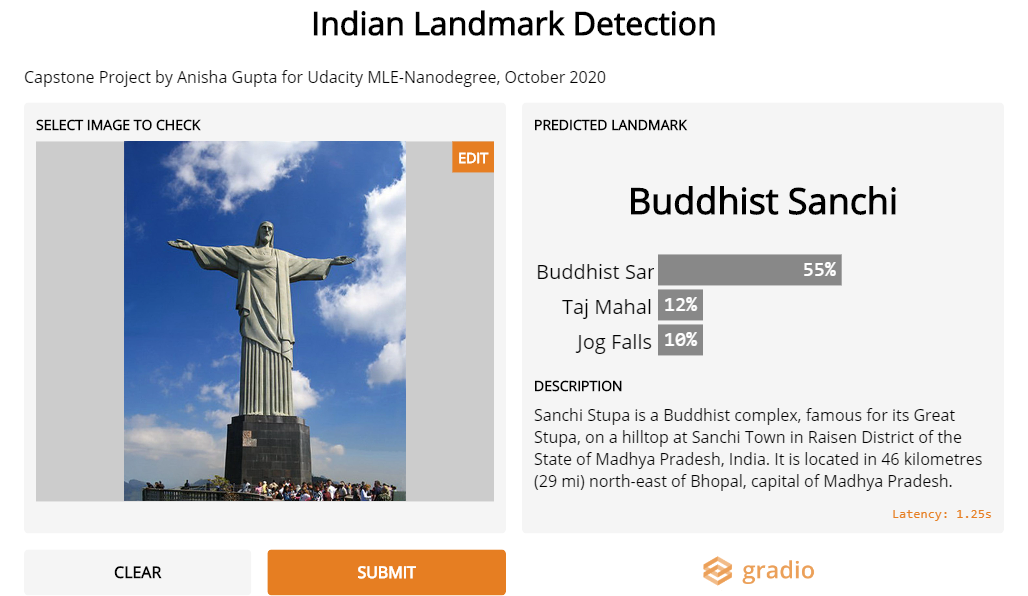 Indian Landmark Detection
Capstone Project by Anisha Gupta for Udacity MLE-Nanodegree, October 2020
SELECT IMAGE TO CHECK
EDIT
CLEAR
SUBMIT
PREDICTED LANDMARK
Buddhist Sanchi
Buddhist Sar 55%
Taj Mahal 12%
Jog Falls 10%
DESCRIPTION
Sanchi Stupa is a Buddhist complex, famous for its Great
Stupa, on a hilltop at Sanchi Town in Raisen District of the
State of Madhya Pradesh, India. It is located in 46 kilometres
(29 mi) north-east of Bhopal, capital of Madhya Pradesh.
Latency: 1.25s
gradio